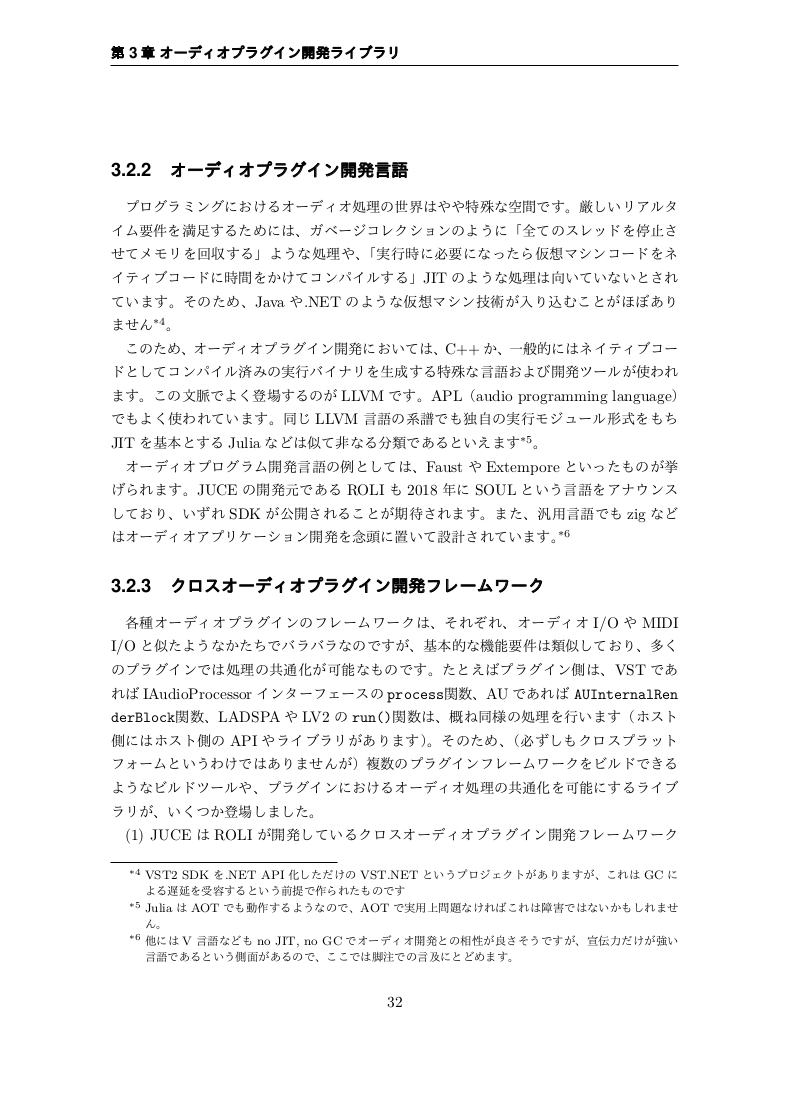 第 3 章 オーディオプラグイン開発ライブラリ
3.2.2 オーディオプラグイン開発言語
プログラミングにおけるオーディオ処理の世界はやや特殊な空間です。厳しいリアルタ
イム要件を満足するためには、ガベージコレクションのように「全てのスレッドを停止さ
せてメモリを回収する」ような処理や、「実行時に必要になったら仮想マシンコードをネ
イティブコードに時間をかけてコンパイルする」JIT のような処理は向いていないとされ
ています。そのため、Java や.NET のような仮想マシン技術が入り込むことがほぼあり
ません*4。
このため、オーディオプラグイン開発においては、C++ か、一般的にはネイティブコー
ドとしてコンパイル済みの実行バイナリを生成する特殊な言語および開発ツールが使われ
ます。この文脈でよく登場するのが LLVM です。APL（audio programming language）
でもよく使われています。同じ LLVM 言語の系譜でも独自の実行モジュール形式をもち
JIT を基本とする Julia などは似て非なる分類であるといえます*5。
オーディオプログラム開発言語の例としては、Faust や Extempore といったものが挙
げられます。JUCE の開発元である ROLI も 2018 年に SOUL という言語をアナウンス
しており、いずれ SDK が公開されることが期待されます。また、汎用言語でも zig など
はオーディオアプリケーション開発を念頭に置いて設計されています。*6
3.2.3 クロスオーディオプラグイン開発フレームワーク
各種オーディオプラグインのフレームワークは、それぞれ、オーディオ I/O や MIDI
I/O と似たようなかたちでバラバラなのですが、基本的な機能要件は類似しており、多く
のプラグインでは処理の共通化が可能なものです。たとえばプラグイン側は、VST であ
れば IAudioProcessor インターフェースの process関数、AU であれば AUInternalRen
derBlock関数、LADSPA や LV2 の run()関数は、概ね同様の処理を行います（ホスト
側にはホスト側の API やライブラリがあります）。そのため、（必ずしもクロスプラット
フォームというわけではありませんが）複数のプラグインフレームワークをビルドできる
ようなビルドツールや、プラグインにおけるオーディオ処理の共通化を可能にするライブ
ラリが、いくつか登場しました。
(1) JUCE は ROLI が開発しているクロスオーディオプラグイン開発フレームワーク
*4 VST2 SDK を.NET API 化しただけの VST.NET というプロジェクトがありますが、これは GC に
よる遅延を受容するという前提で作られたものです
*5 Julia は AOT でも動作するようなので、AOT で実用上問題なければこれは障害ではないかもしれませ
ん。
*6 他には V 言語なども no JIT, no GC でオーディオ開発との相性が良さそうですが、宣伝力だけが強い
言語であるという側面があるので、ここでは脚注での言及にとどめます。
32